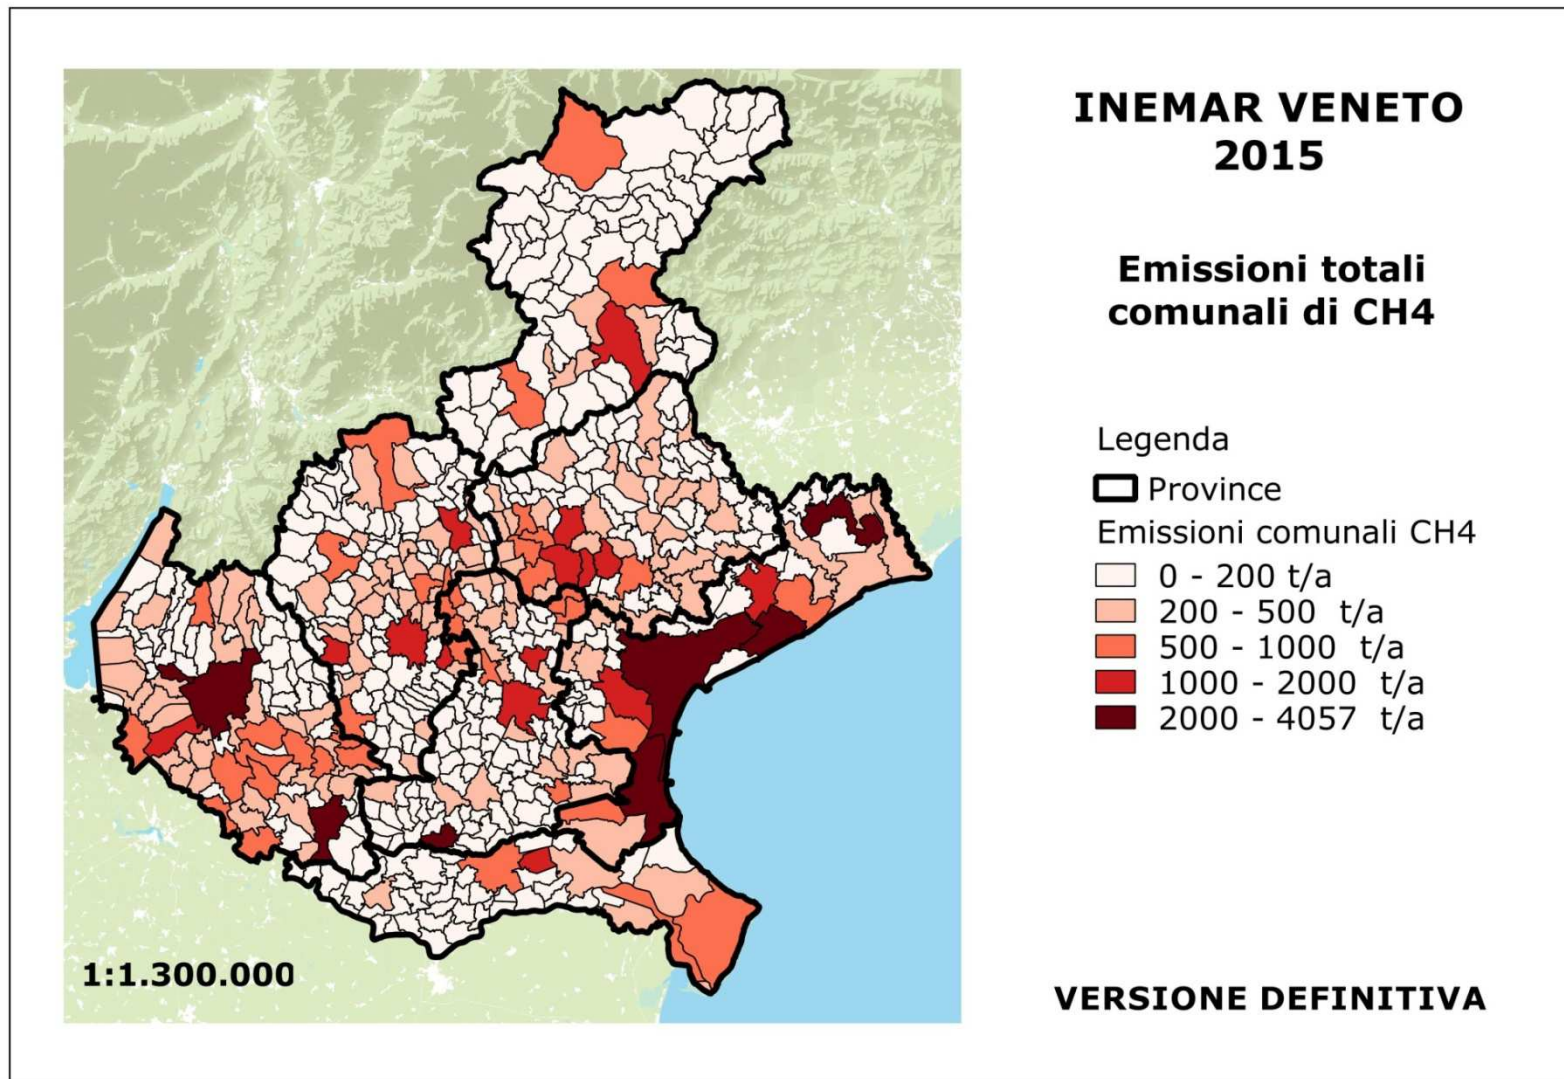 INEMAR VENETO
2015
Emissioni totali
comunali di CH4
Legenda
Province
Emissioni comunali CH4
0 - 200 t/a
200 - 500 t/a
500 - 1000 t/a
1000 - 2000 t/a
2000 - 4057 t/a
1:1.300.000
VERSIONE DEFINITIVA